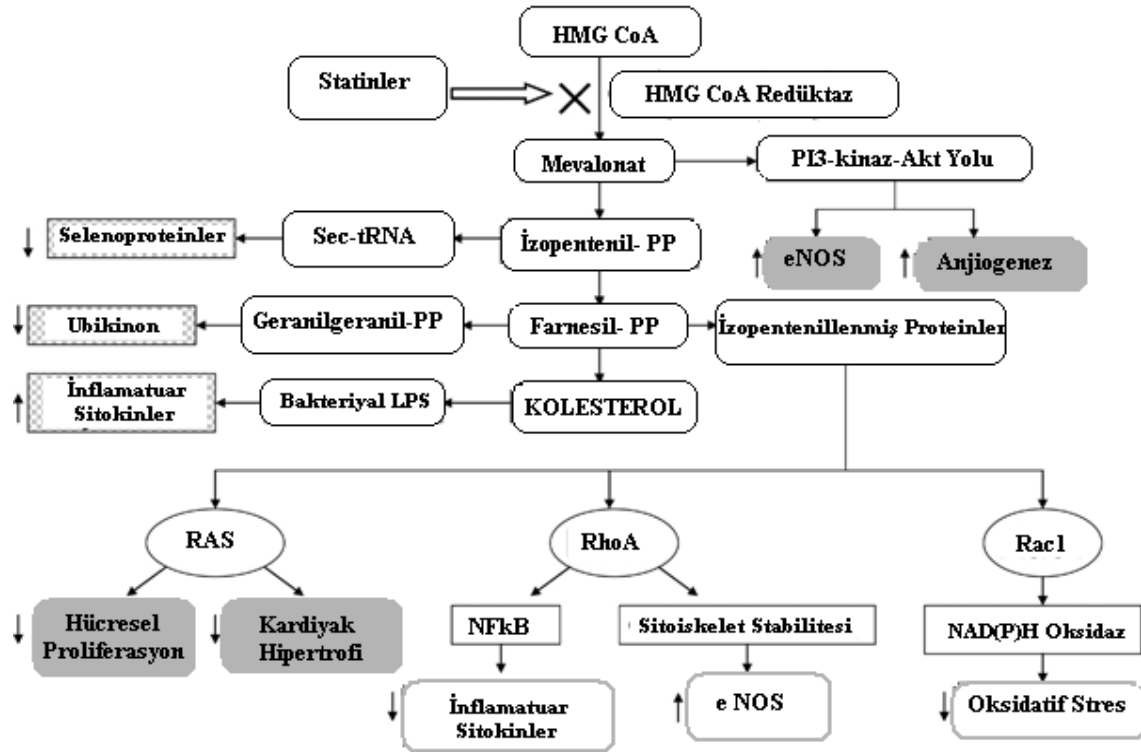 HMG CoA
Statinler
HMG CoA Redüktaz
Mevalonat
PI3-kinaz-Akt Yolu
Selenoproteinler
Sec-tRNA
İzopentenil- PP
eNOS
Anjiogenez
Ubikinon
Geranilgeranil-PP
Farnesil- PP
İzopentenillenmiş Proteinler
İnflamatuar
Sitokinler
Bakteriyal LPS
KOLESTEROL
RAS
RhoA
Rac1
Hücresel
Proliferasyon
Kardiyak
Hipertrofi
NFkB
Sitoiskelet Stabilitesi
NAD(P)H Oksidaz
İnflamatuar
Sitokinler
e NOS
Oksidatif Stres